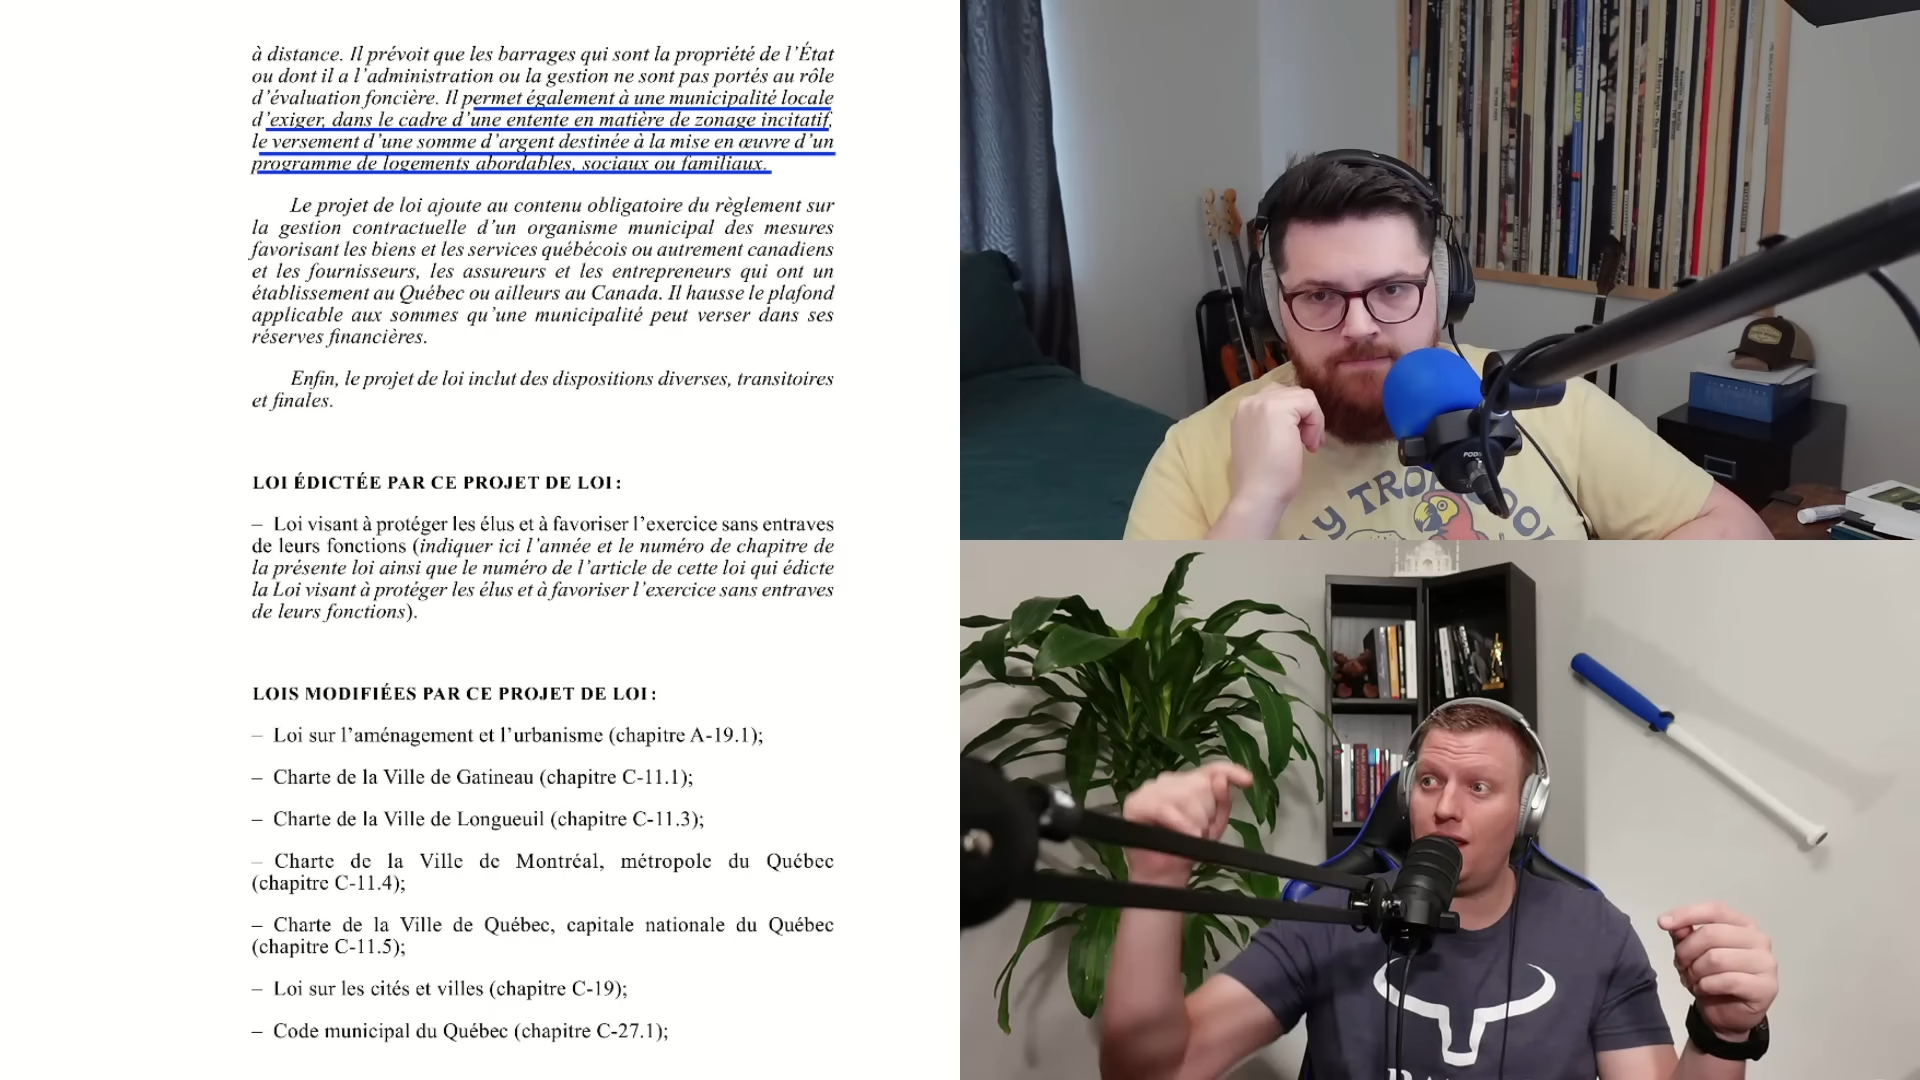 à distance. Il prévoit que les barrages qui sont la propriété de l'État
ou dont il a l'administration ou la gestion ne sont pas portés au rôle
d'évaluation foncière. Il permet également à une municipalité locale
d'exiger, dans le cadre d'une entente en matière de zonage incitatif,
le versement d'une somme d'argent destinée à la mise en œuvre d'un
programme de logements abordables, sociaux ou familiaux.
Le projet de loi ajoute au contenu obligatoire du règlement sur
la gestion contractuelle d'un organisme municipal des mesures
favorisant les biens et les services québécois ou autrement canadiens
et les fournisseurs, les assureurs et les entrepreneurs qui ont un
établissement au Québec ou ailleurs au Canada. Il hausse le plafond
applicable aux sommes qu'une municipalité peut verser dans ses
réserves financières.
Enfin, le projet de loi inclut des dispositions diverses, transitoires
et finales.
LOI ÉDICTÉE PAR CE PROJET DE LOI :
– Loi visant à protéger les élus et à favoriser l'exercice sans entraves
de leurs fonctions (indiquer ici l'année et le numéro de chapitre de
la présente loi ainsi que le numéro de l'article de cette loi qui édicte
la Loi visant à protéger les élus et à favoriser l'exercice sans entraves
de leurs fonctions).
LOIS MODIFIÉES PAR CE PROJET DE LOI :
– Loi sur l'aménagement et l'urbanisme (chapitre A-19.1);
– Charte de la Ville de Gatineau (chapitre C-11.1);
– Charte de la Ville de Longueuil (chapitre C-11.3);
– Charte de la Ville de Montréal, métropole du Québec
(chapitre C-11.4);
– Charte de la Ville de Québec, capitale nationale du Québec
(chapitre C-11.5);
– Loi sur les cités et villes (chapitre C-19);
– Code municipal du Québec (chapitre C-27.1);